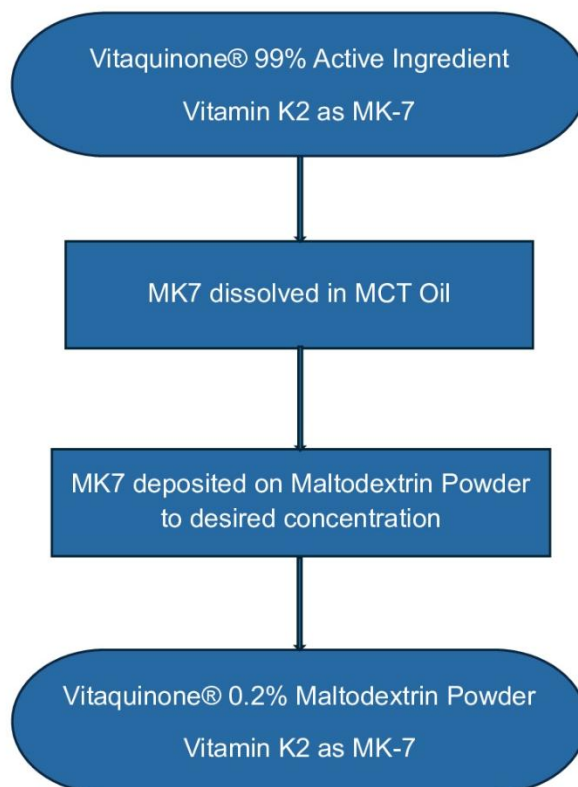 Vitaquinone® 99% Active Ingredient
Vitamin K2 as MK-7
MK7 dissolved in MCT Oil
MK7 deposited on Maltodextrin Powder
to desired concentration
Vitaquinone® 0.2% Maltodextrin Powder
Vitamin K2 as MK-7